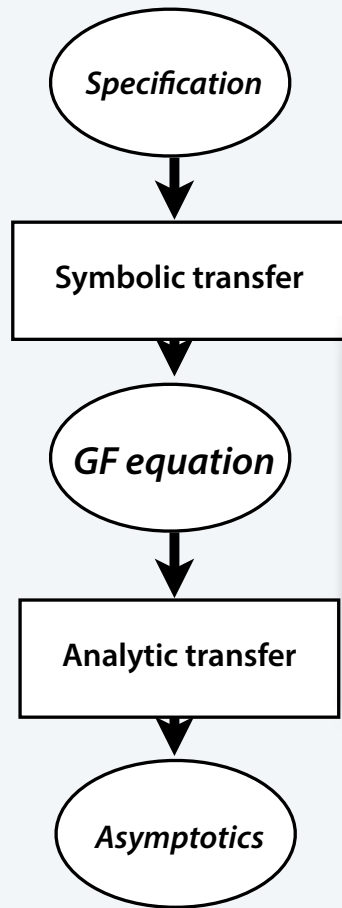 Specification
Symbolic transfer
GF equation
Analytic transfer
Asymptotics